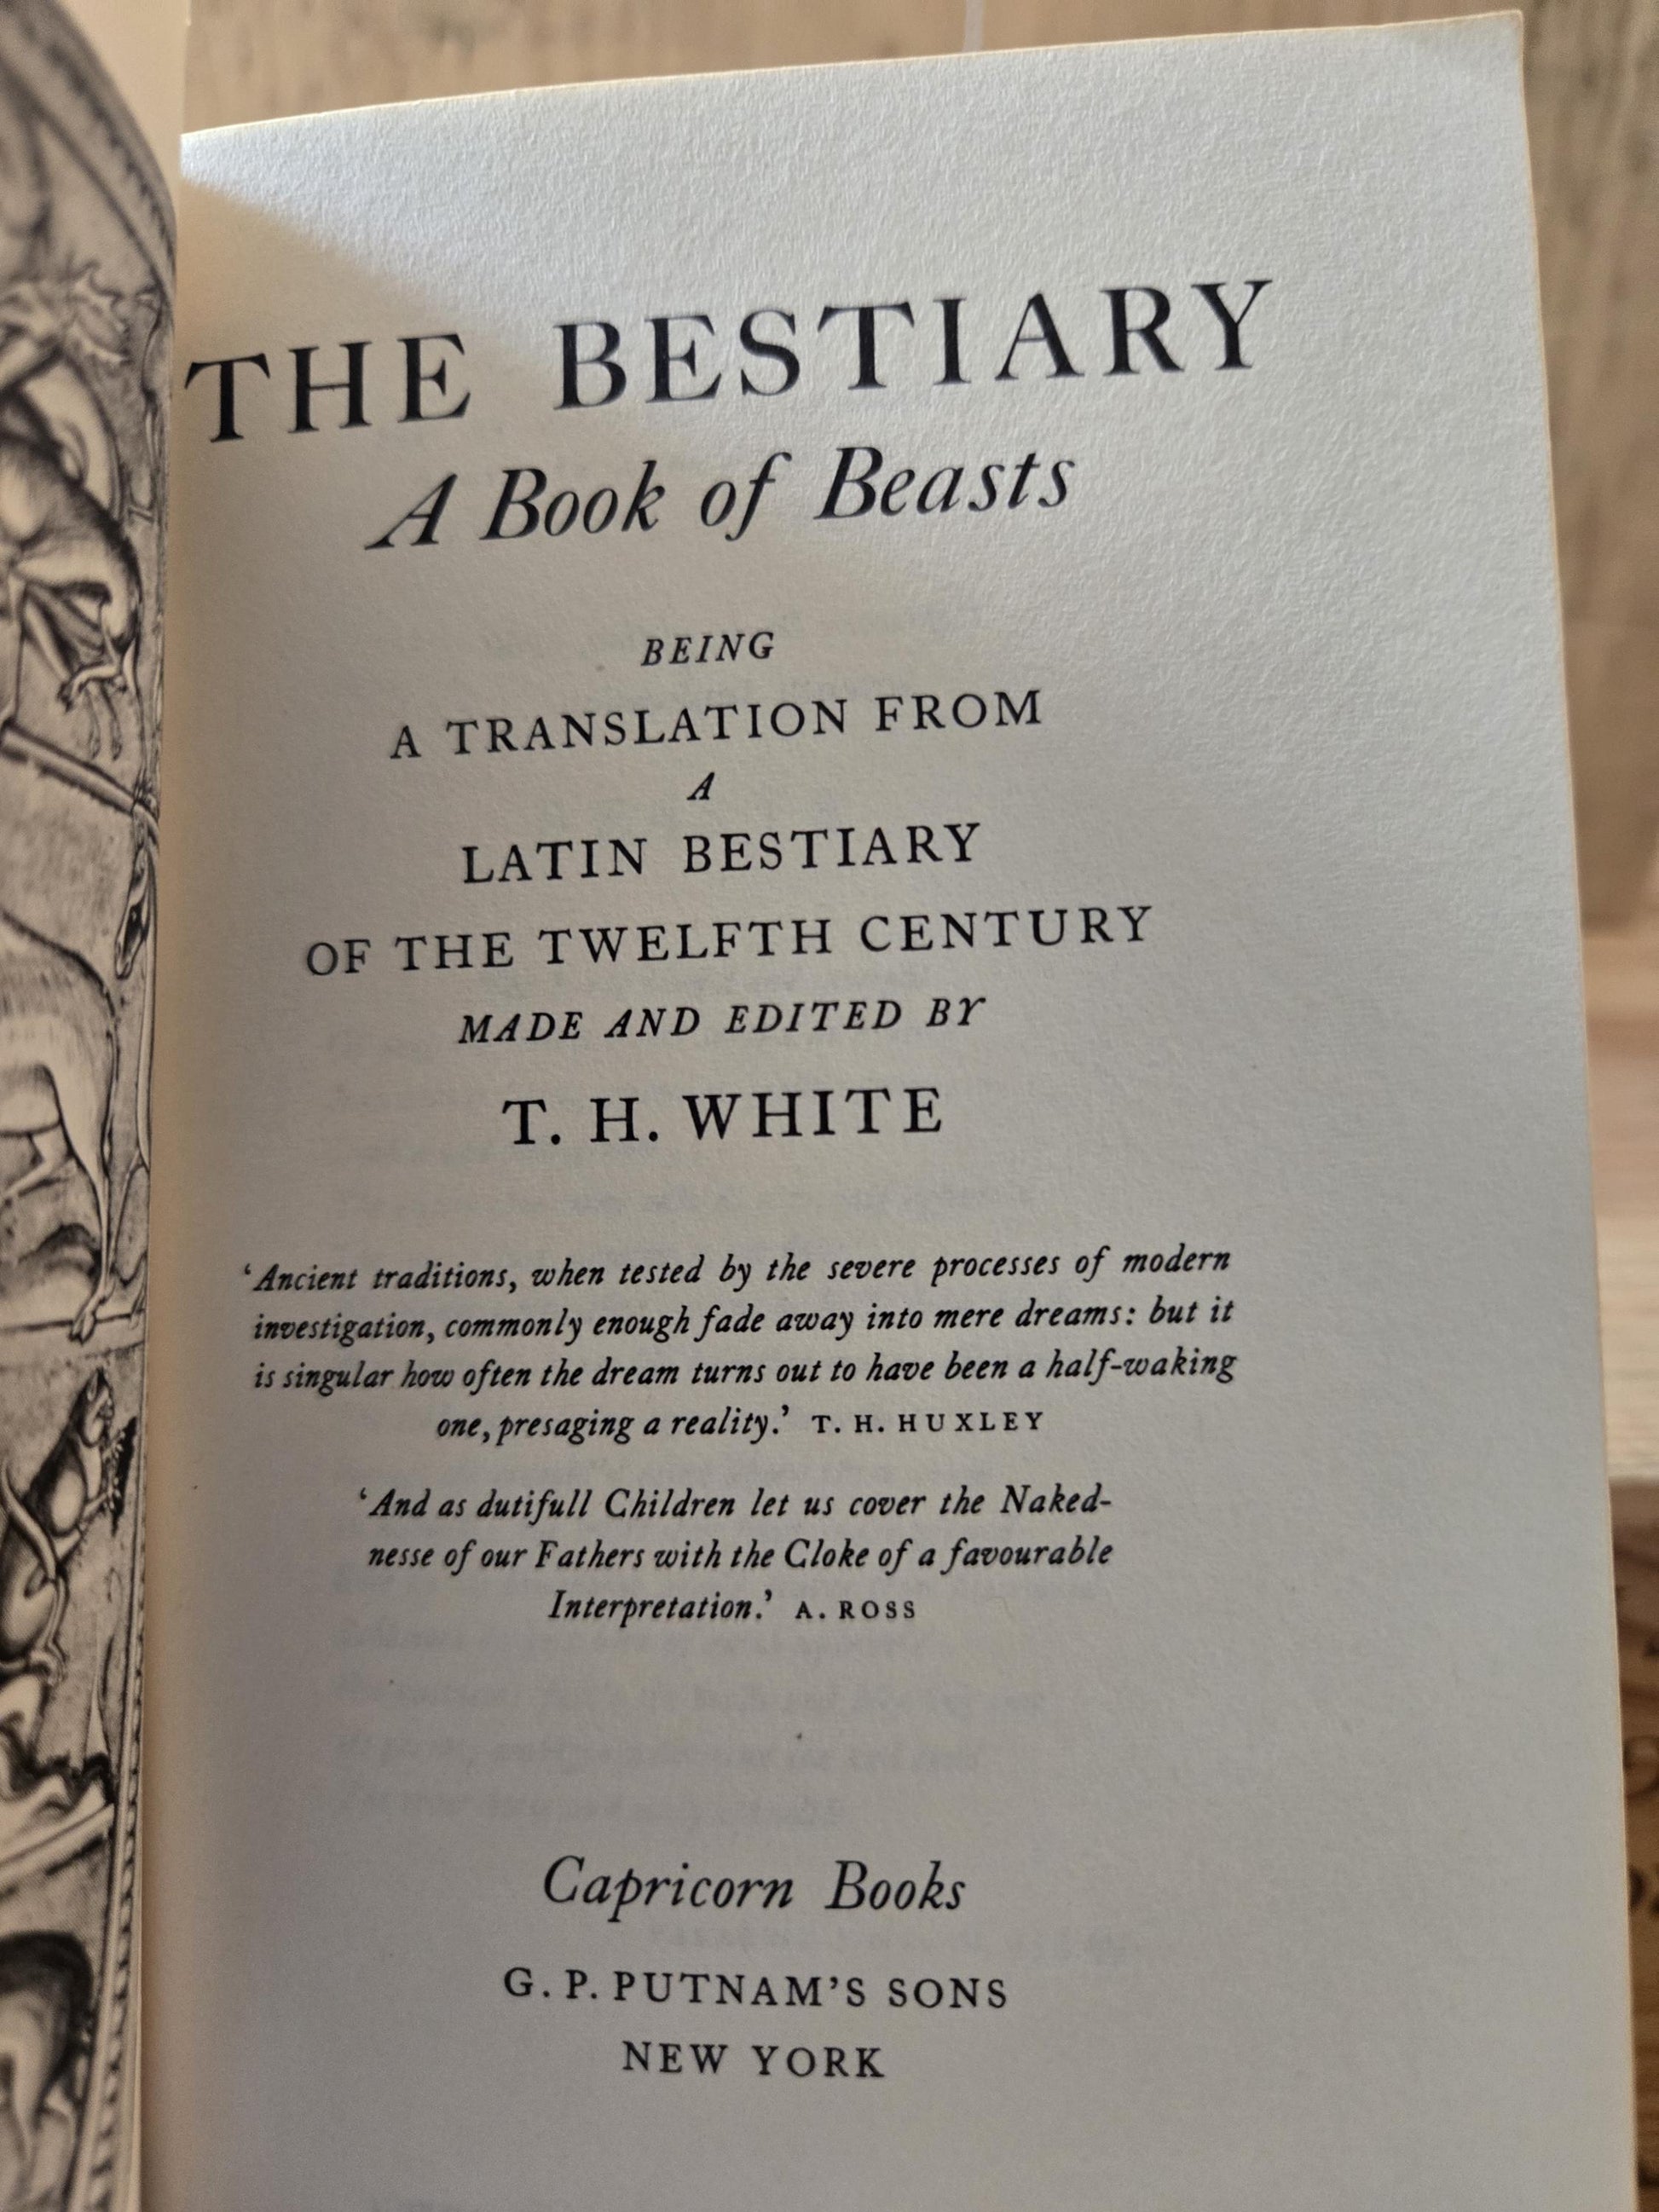 THE BESTIARY
A Book of Beasts
BEING
A TRANSLATION FROM
A
LATIN BESTIARY
OF THE TWELFTH CENTURY
MADE AND EDITED BY
T. H. WHITE
‘Ancient traditions, when tested by the severe processes of modern
investigation, commonly enough fade away into mere dreams: but it
is singular how often the dream turns out to have been a half-waking
one, presaging a reality.’ T. H. HUXLEY
‘And as dutifull Children let us cover the Naked-
nesse of our Fathers with the Cloke of a favourable
Interpretation.’ A. ROSS
Capricorn Books
G. P. PUTNAM’S SONS
NEW YORK